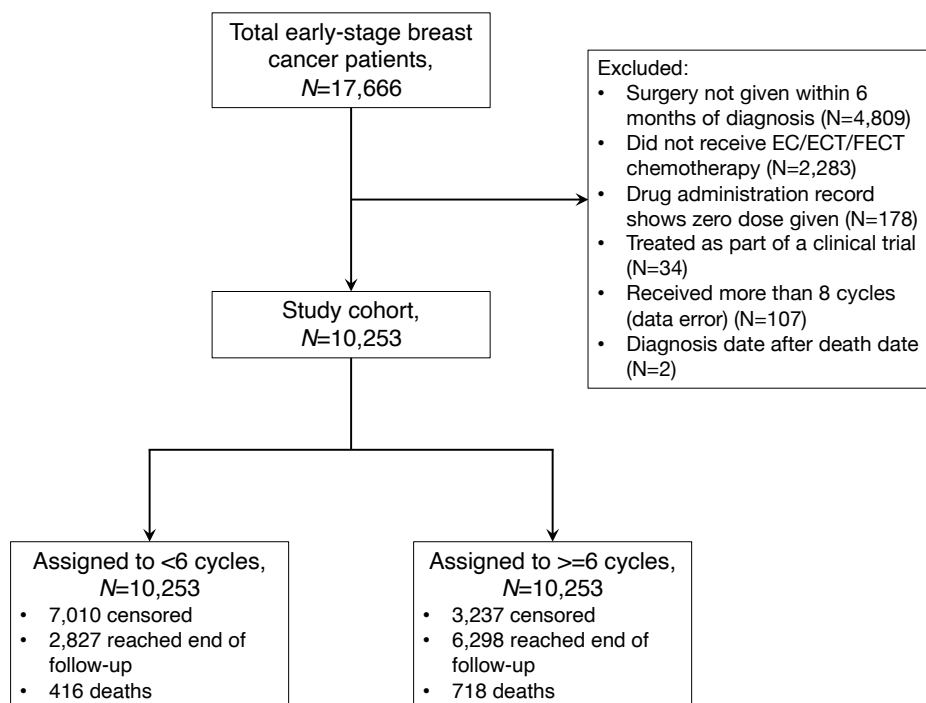 Total early-stage breast
cancer patients,
N=17,666
Excluded:
• Surgery not given within 6
months of diagnosis (N=4,809)
• Did not receive EC/ECT/FECT
chemotherapy (N=2,283)
• Drug administration record
shows zero dose given (N=178)
• Treated as part of a clinical trial
(N=34)
• Received more than 8 cycles
(data error) (N=107)
• Diagnosis date after death date
(N=2)
Study cohort,
N=10,253
Assigned to <6 cycles,
N=10,253
• 7,010 censored
• 2,827 reached end of
follow-up
• 416 deaths
Assigned to >=6 cycles,
N=10,253
• 3,237 censored
• 6,298 reached end of
follow-up
• 718 deaths